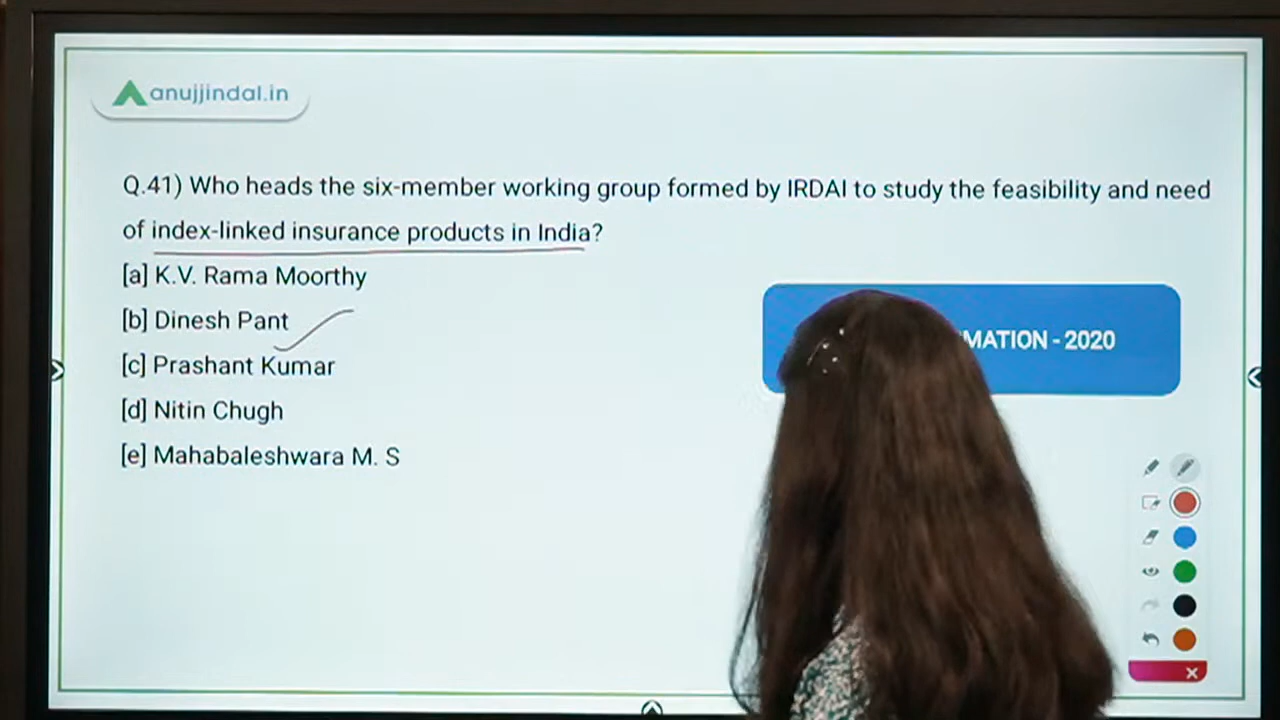 anujjindal.in
Q.41) Who heads the six-member working group formed by IRDAI to study the feasibility and need
of index-linked insurance products in India?
[a] K.V. Rama Moorthy
[b] Dinesh Pant
[c] Prashant Kumar
[d] Nitin Chugh
[e] Mahabaleshwara M. S
MATION - 2020